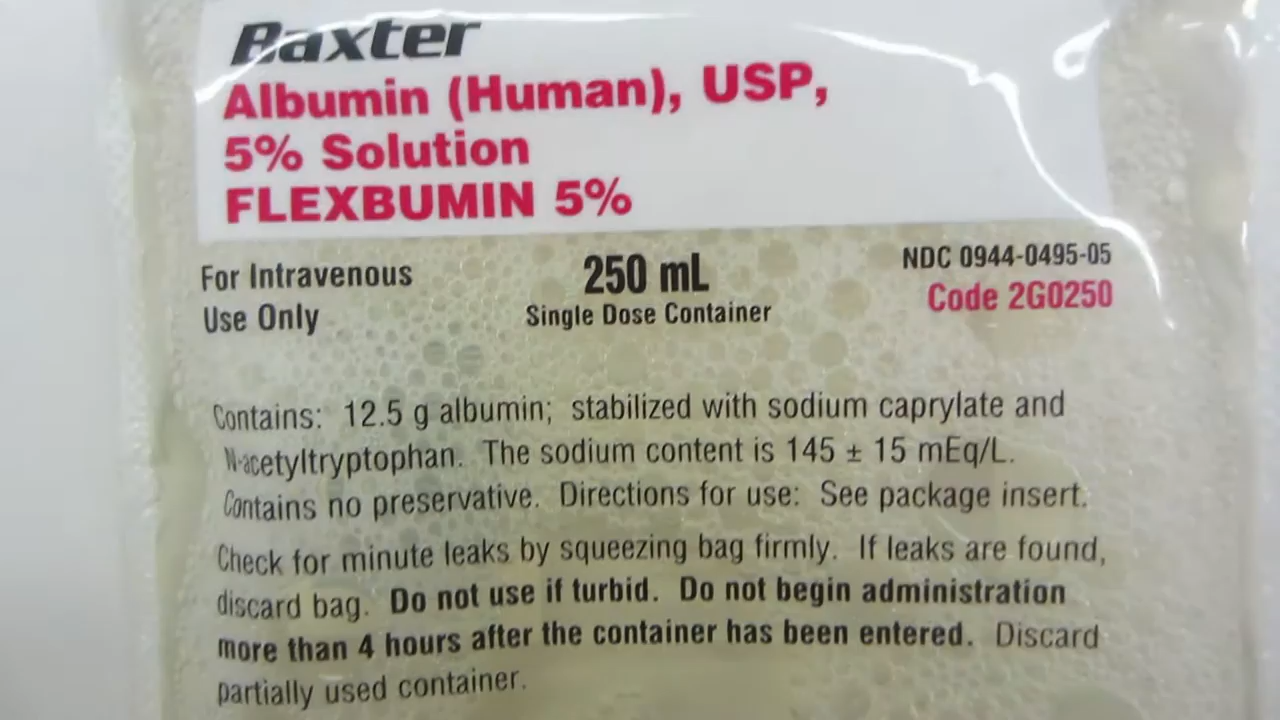 Baxter
Albumin (Human), USP,
5% Solution
FLEXBUMIN 5%
For Intravenous
Use Only
250 mL
Single Dose Container
NDC 0944-0495-05
Code 2G0250
Contains: 12.5 g albumin; stabilized with sodium caprylate and
N-acetyltryptophan. The sodium content is 145 ± 15 mEq/L.
Contains no preservative. Directions for use: See package insert.
Check for minute leaks by squeezing bag firmly. If leaks are found,
discard bag. Do not use if turbid. Do not begin administration
more than 4 hours after the container has been entered. Discard
partially used container.